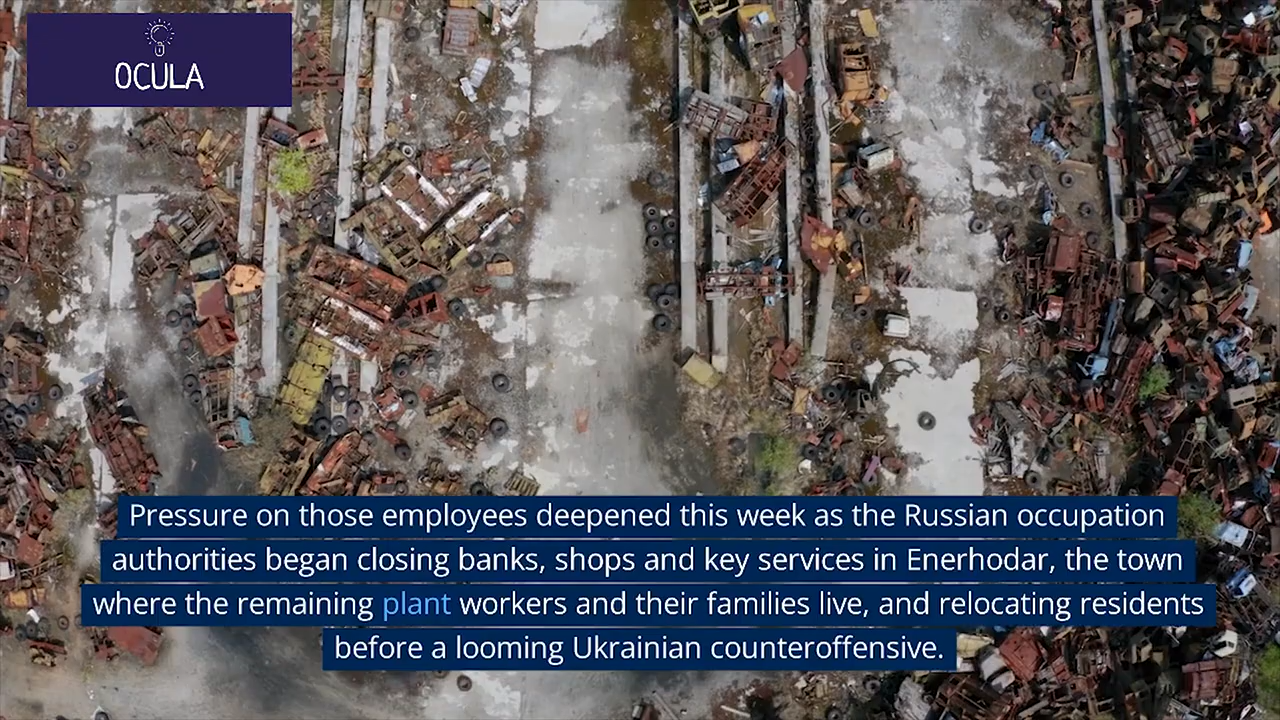 OCULA
Pressure on those employees deepened this week as the Russian occupation
authorities began closing banks, shops and key services in Enerhodar, the town
where the remaining plant workers and their families live, and relocating residents
before a looming Ukrainian counteroffensive.